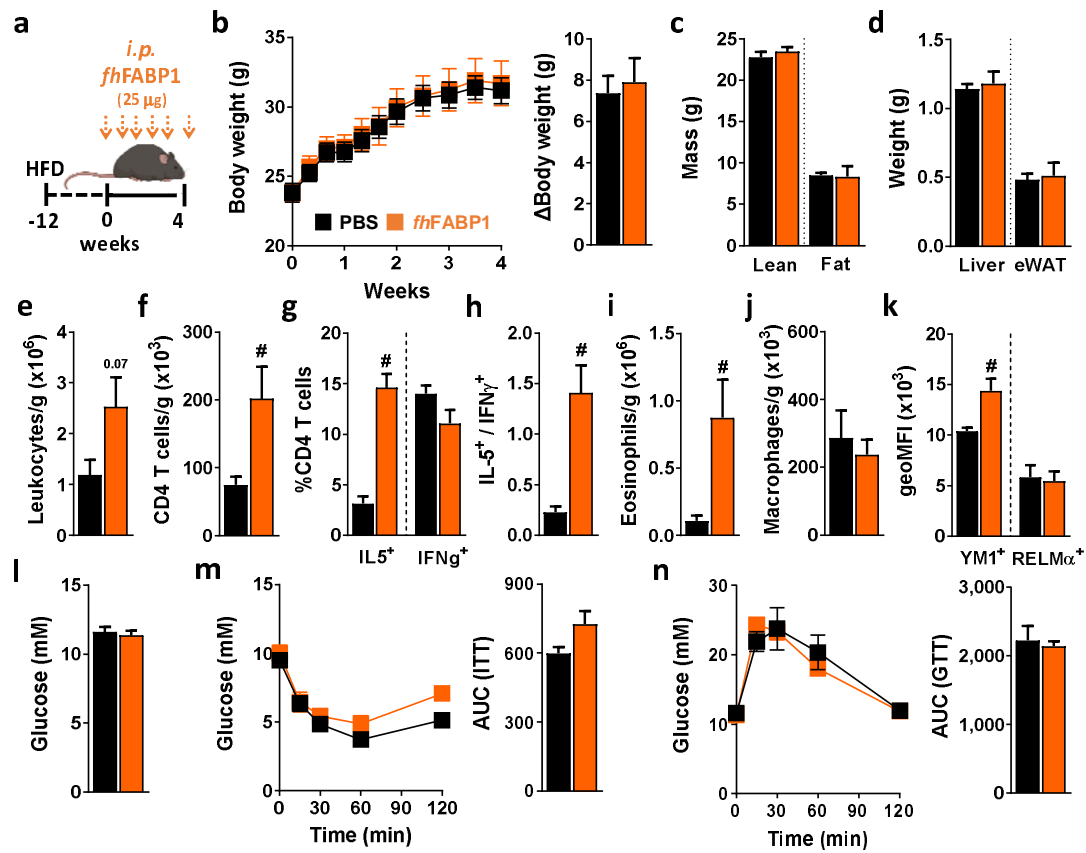 a
i.p.
fhFABP1
(25 μg)
HFD
-12
0
4
weeks
b
Body weight (g)
35
30
25
20
PBS
fhFABP1
0
1
2
3
4
Weeks
ΔBody weight (g)
10
8
6
4
2
0
c
Mass (g)
25
20
15
10
5
0
Lean
Fat
d
Weight (g)
1.5
1.0
0.5
0.0
Liver
eWAT
e
Leukocytes/g (x10⁶)
4
3
2
1
0
0.07
f
CD4 T cells/g (x10³)
300
200
100
0
#
g
%CD4 T cells
20
15
10
5
0
#
IL5⁺
IFNg⁺
h
IL-5⁺ / IFNγ⁺
2.0
1.5
1.0
0.5
0.0
#
i
Eosinophils/g (x10⁶)
1.5
1.2
0.9
0.6
0.3
0.0
#
j
Macrophages/g (x10³)
600
400
200
0
k
geoMFI (x10³)
20
15
10
5
0
#
YM1⁺
RELMα⁺
l
Glucose (mM)
15
10
5
0
m
Glucose (mM)
15
10
5
0
0
30
60
90
120
Time (min)
AUC (ITT)
900
600
300
0
n
Glucose (mM)
30
20
10
0
0
30
60
90
120
Time (min)
AUC (GTT)
3,000
2,000
1,000
0